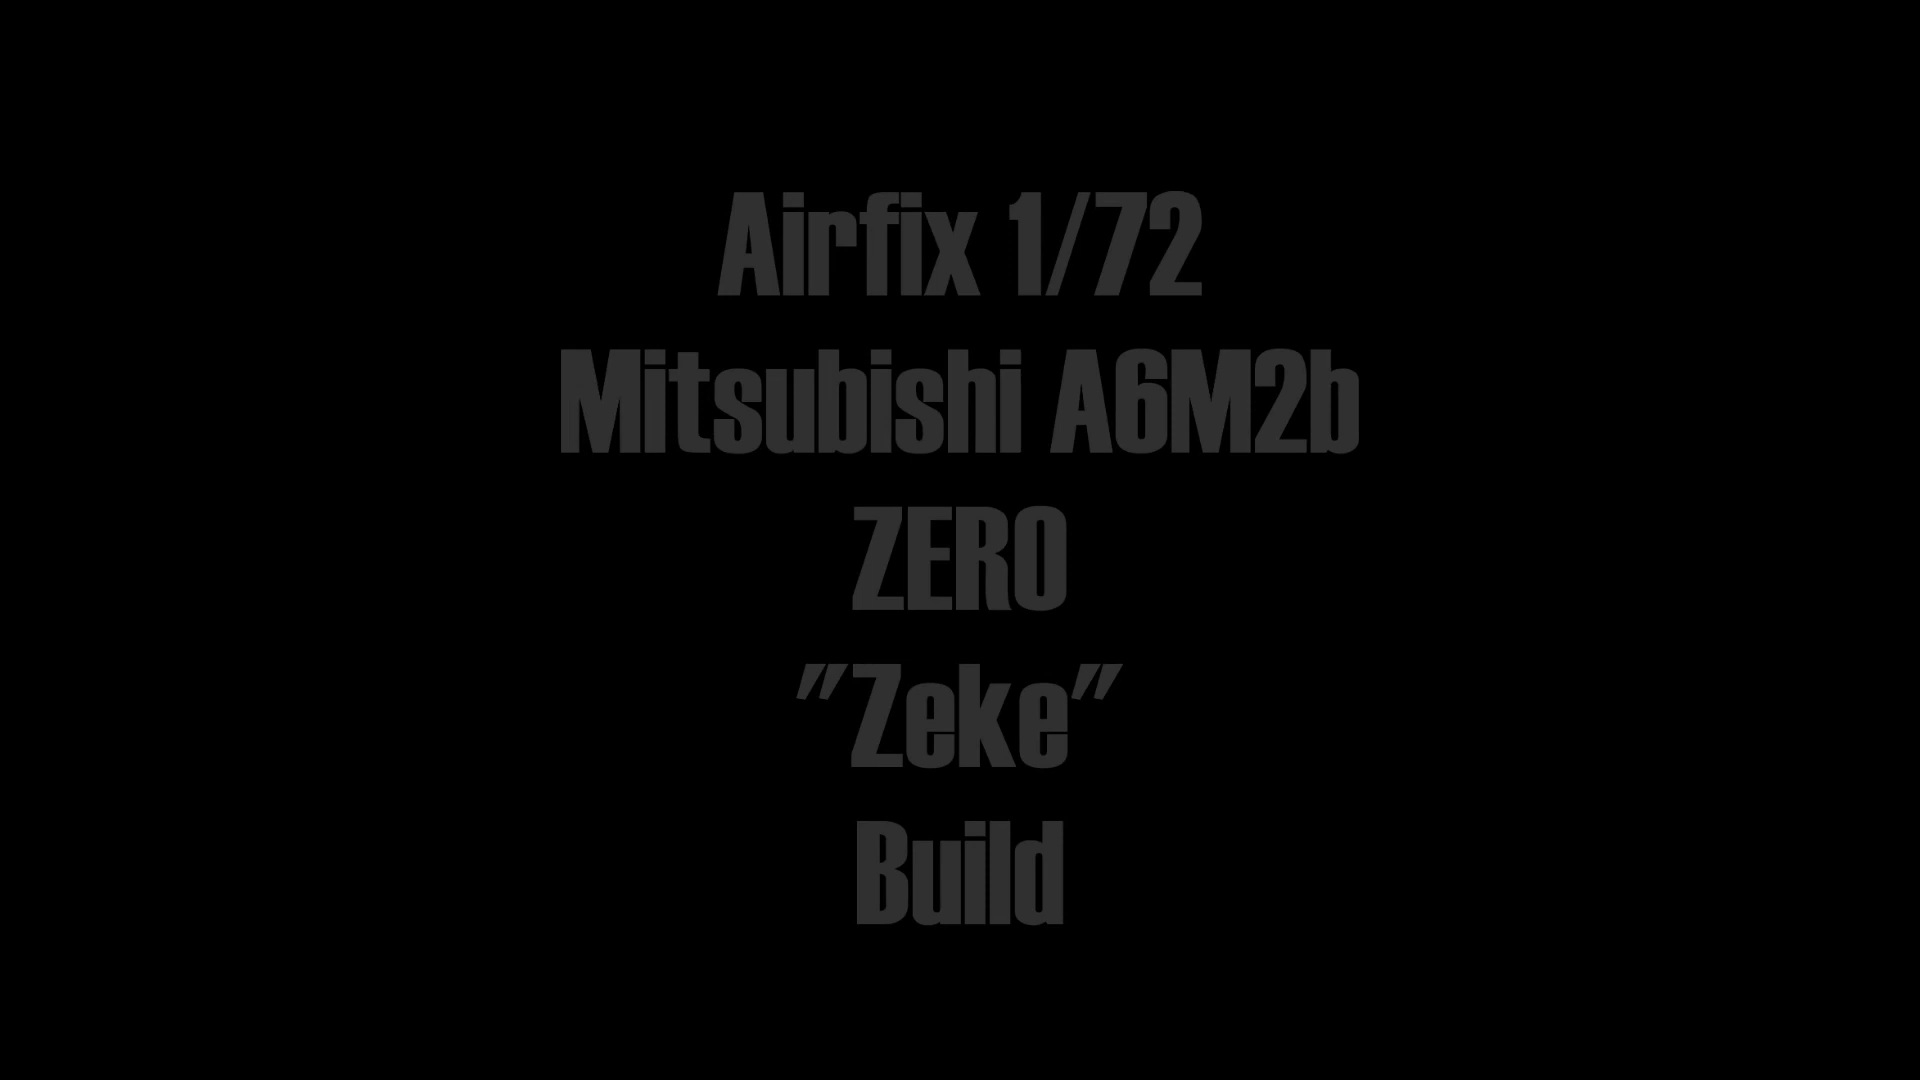 Airfix 1/72
Mitsubishi A6M2b
ZERO
"Zeke"
Build